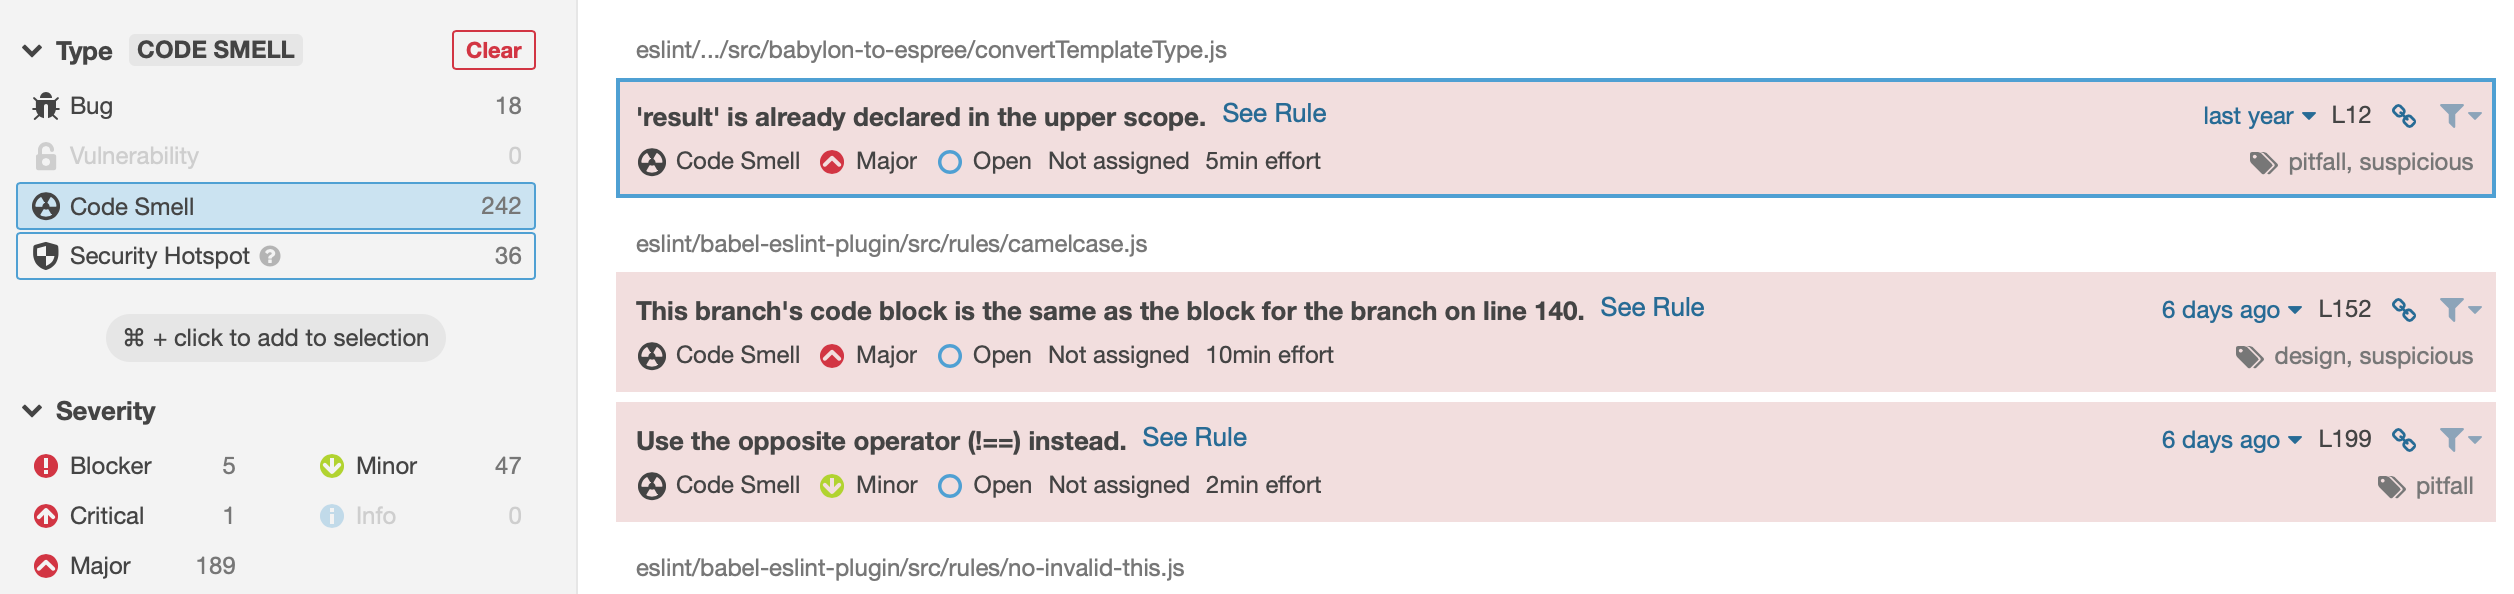 Type CODE SMELL Clear
Bug 18
Vulnerability 0
Code Smell 242
Security Hotspot ? 36
⌘ + click to add to selection
Severity
Blocker 5 Minor 47
Critical 1 Info 0
Major 189
eslint/.../src/babylon-to-espree/convertTemplateType.js
'result' is already declared in the upper scope. See Rule last year L12
Code Smell Major Open Not assigned 5min effort pitfall, suspicious
eslint/babel-eslint-plugin/src/rules/camelcase.js
This branch's code block is the same as the block for the branch on line 140. See Rule 6 days ago L152
Code Smell Major Open Not assigned 10min effort design, suspicious
Use the opposite operator (!==) instead. See Rule 6 days ago L199
Code Smell Minor Open Not assigned 2min effort pitfall
eslint/babel-eslint-plugin/src/rules/no-invalid-this.js